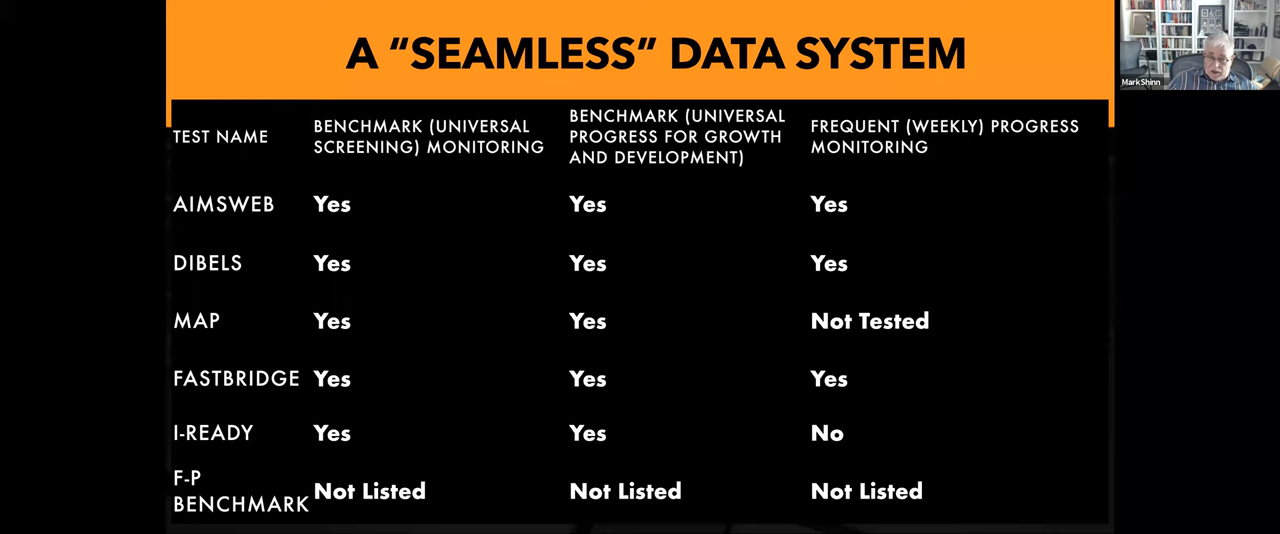 A “SEAMLESS” DATA SYSTEM
Mark Shinn
TEST NAME
BENCHMARK (UNIVERSAL
SCREENING) MONITORING
BENCHMARK (UNIVERSAL
PROGRESS FOR GROWTH
AND DEVELOPMENT)
FREQUENT (WEEKLY) PROGRESS
MONITORING
AIMSWEB Yes Yes Yes
DIBELS Yes Yes Yes
MAP Yes Yes Not Tested
FASTBRIDGE Yes Yes Yes
I-READY Yes Yes No
F-P
BENCHMARK Not Listed Not Listed Not Listed